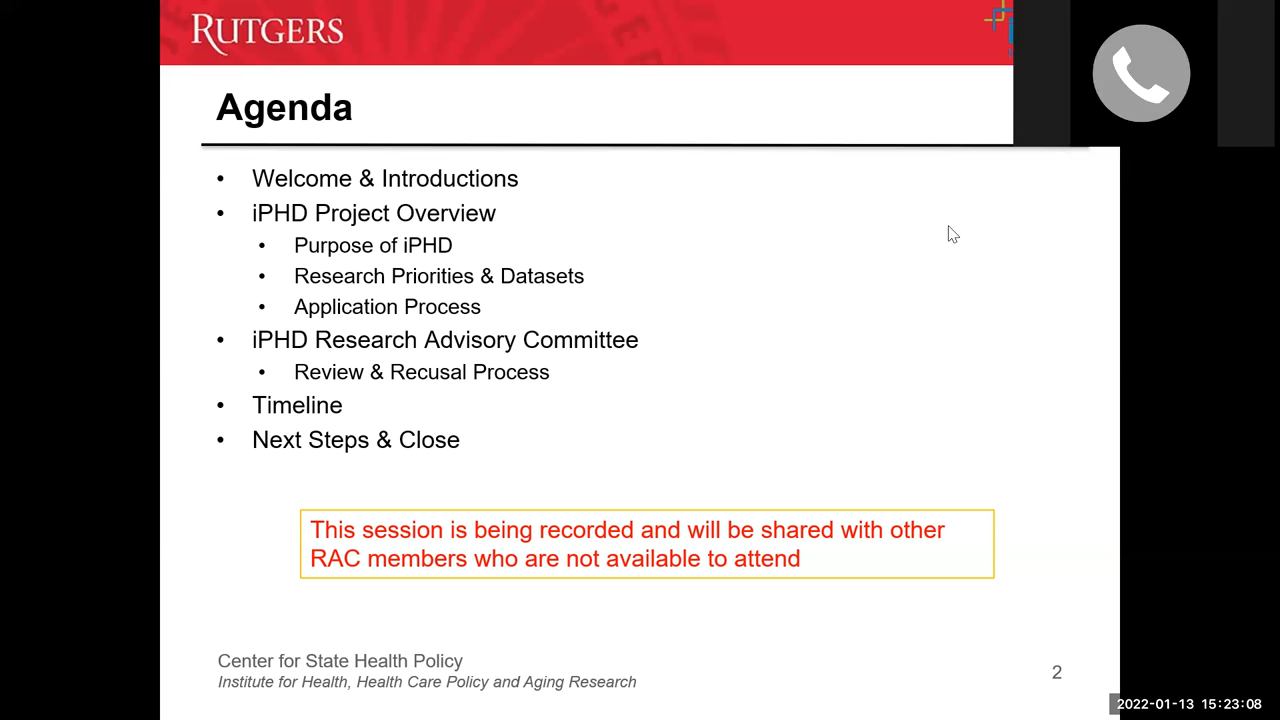 RUTGERS
Agenda
• Welcome & Introductions
• iPHD Project Overview
• Purpose of iPHD
• Research Priorities & Datasets
• Application Process
• iPHD Research Advisory Committee
• Review & Recusal Process
• Timeline
• Next Steps & Close
This session is being recorded and will be shared with other
RAC members who are not available to attend
Center for State Health Policy
Institute for Health, Health Care Policy and Aging Research
2
2022-01-13 15:23:08